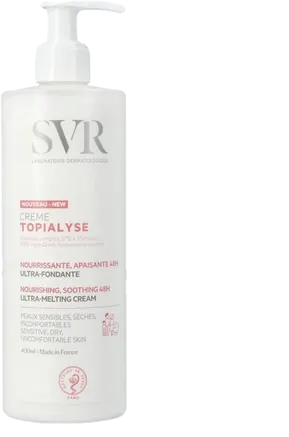 SVR
LABORATOIRE DERMATOLOGIQUE
NOUVEAU - NEW
CREME
TOPIALYSE
NOURRISSANTE, APAISANTE 48H
ULTRA-FONDANTE
NOURISHING, SOOTHING 48H
ULTRA-MELTING CREAM
PEAUX SENSIBLES, SÈCHES,
INCONFORTABLES
SENSITIVE, DRY,
UNCOMFORTABLE SKIN
400ml - Made in France